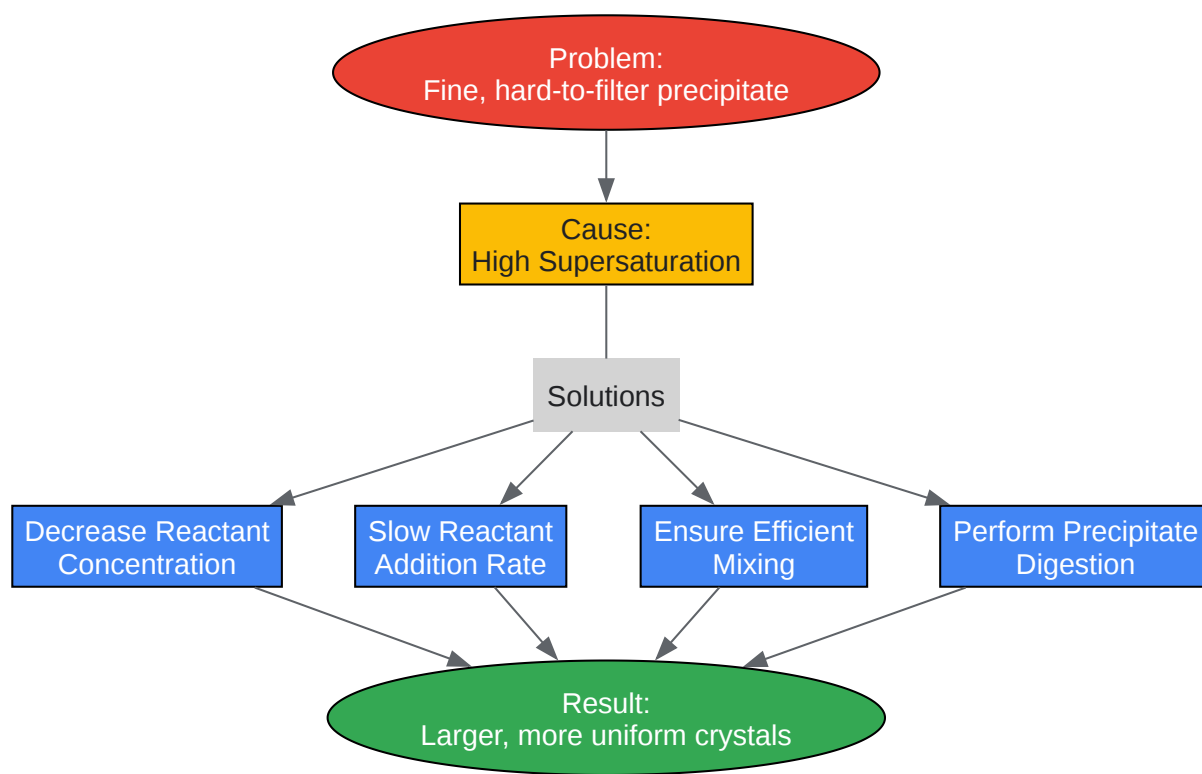 Problem:
Fine, hard-to-filter precipitate
Cause:
High Supersaturation
Solutions
Decrease Reactant
Concentration
Slow Reactant
Addition Rate
Ensure Efficient
Mixing
Perform Precipitate
Digestion
Result:
Larger, more uniform crystals